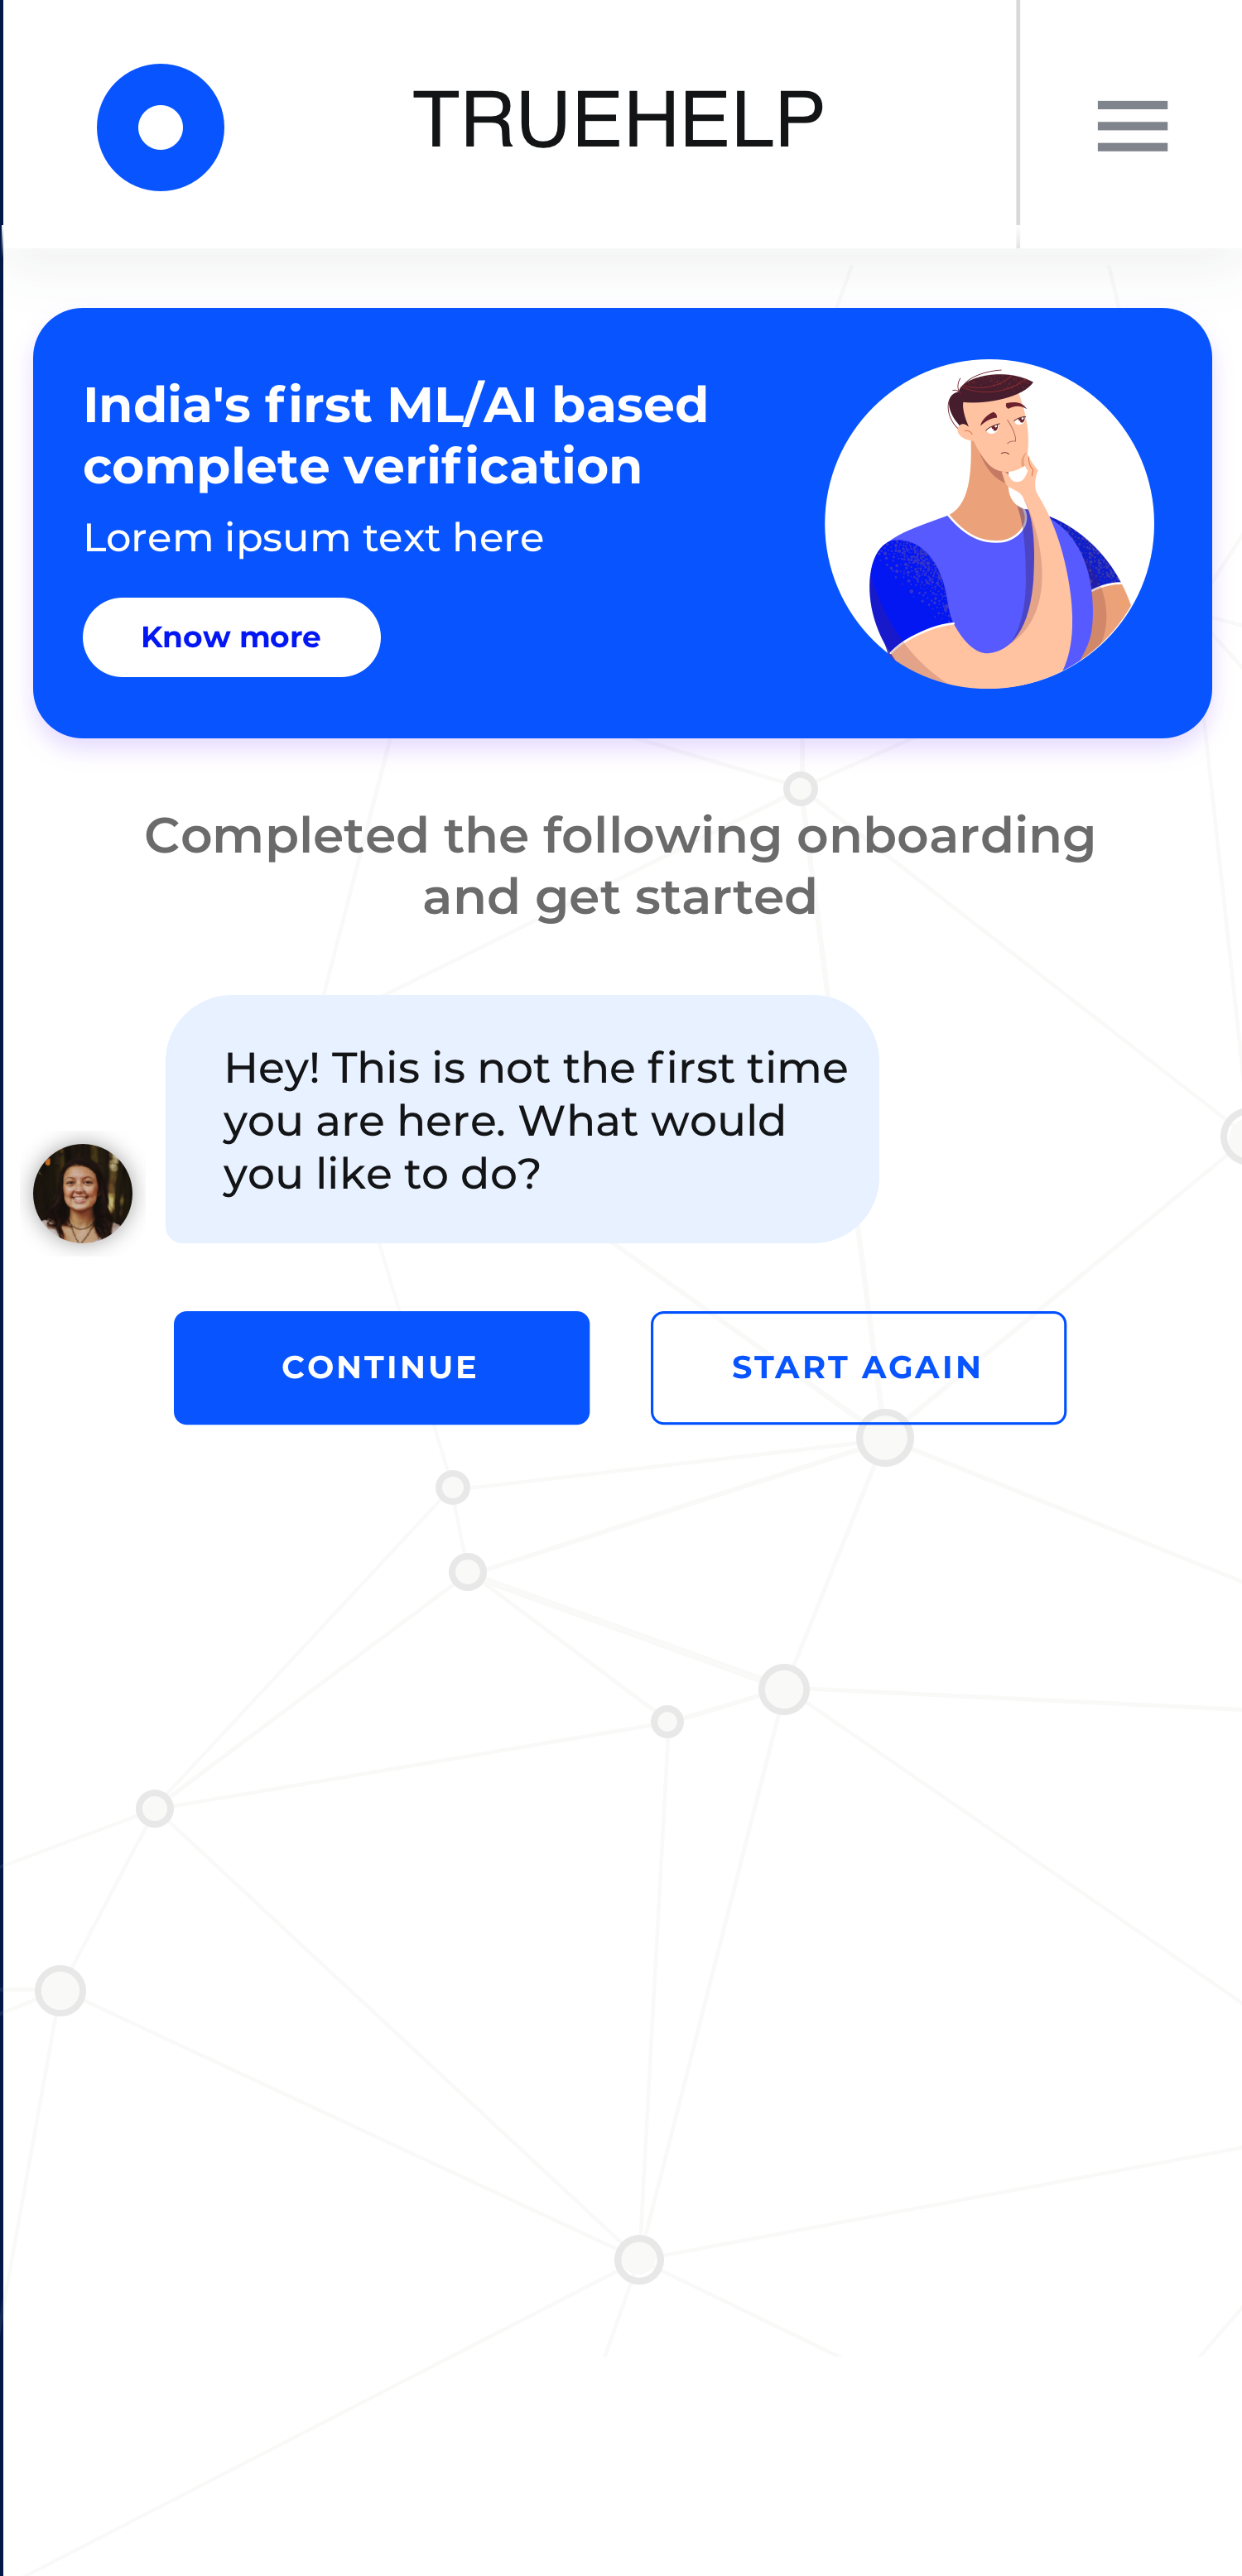 TRUEHELP
India's first ML/AI based
complete verification
Lorem ipsum text here
Know more
Completed the following onboarding
and get started
Hey! This is not the first time
you are here. What would
you like to do?
CONTINUE
START AGAIN